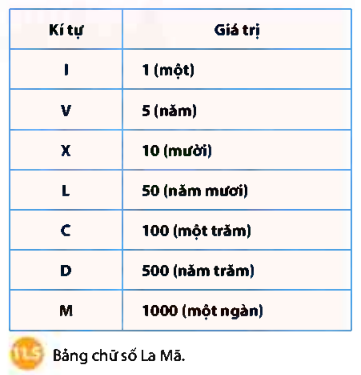 Kí tự Giá trị
I 1 (một)
V 5 (năm)
X 10 (mười)
L 50 (năm mươi)
C 100 (một trăm)
D 500 (năm trăm)
M 1000 (một ngàn)
11.5 Bảng chữ số La Mã.